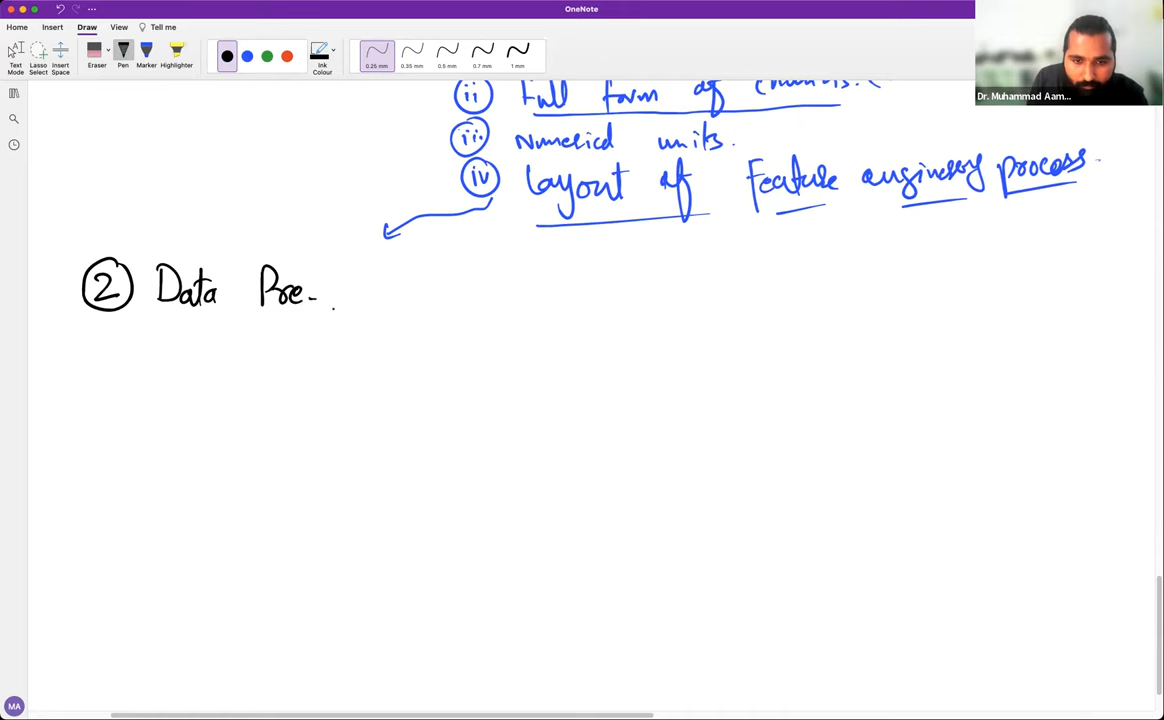 OneNote
Home Insert Draw View Tell me
Text Mode Lasso Select Insert Space Eraser Pen Marker Highlighter Ink Colour 0.25 mm 0.35 mm 0.5 mm 0.7 mm 1 mm
Dr. Muhammad Aam...
ii Full form of
iii. Numerical units.
iv Layout of Feature enginerng process.
2 Data Pre-
MA